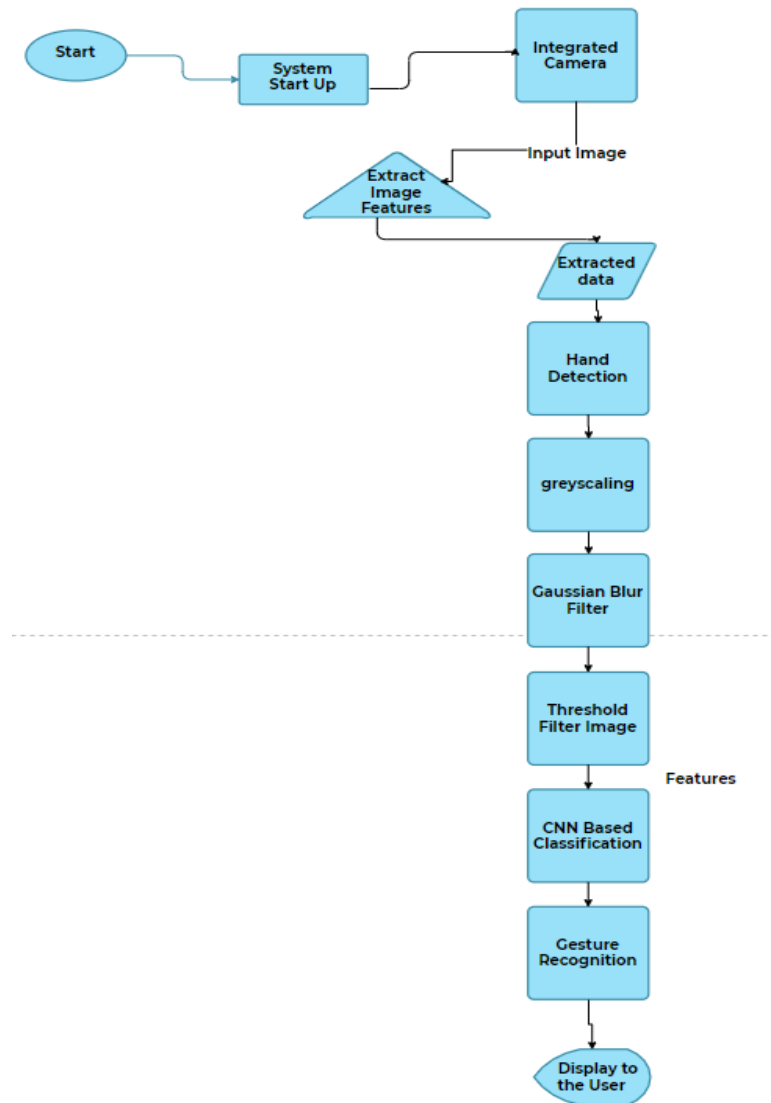 Start
System
Start Up
Integrated
Camera
Input Image
Extract
Image
Features
Extracted
data
Hand
Detection
greyscaling
Gaussian Blur
Filter
Threshold
Filter Image
Features
CNN Based
Classification
Gesture
Recognition
Display to
the User